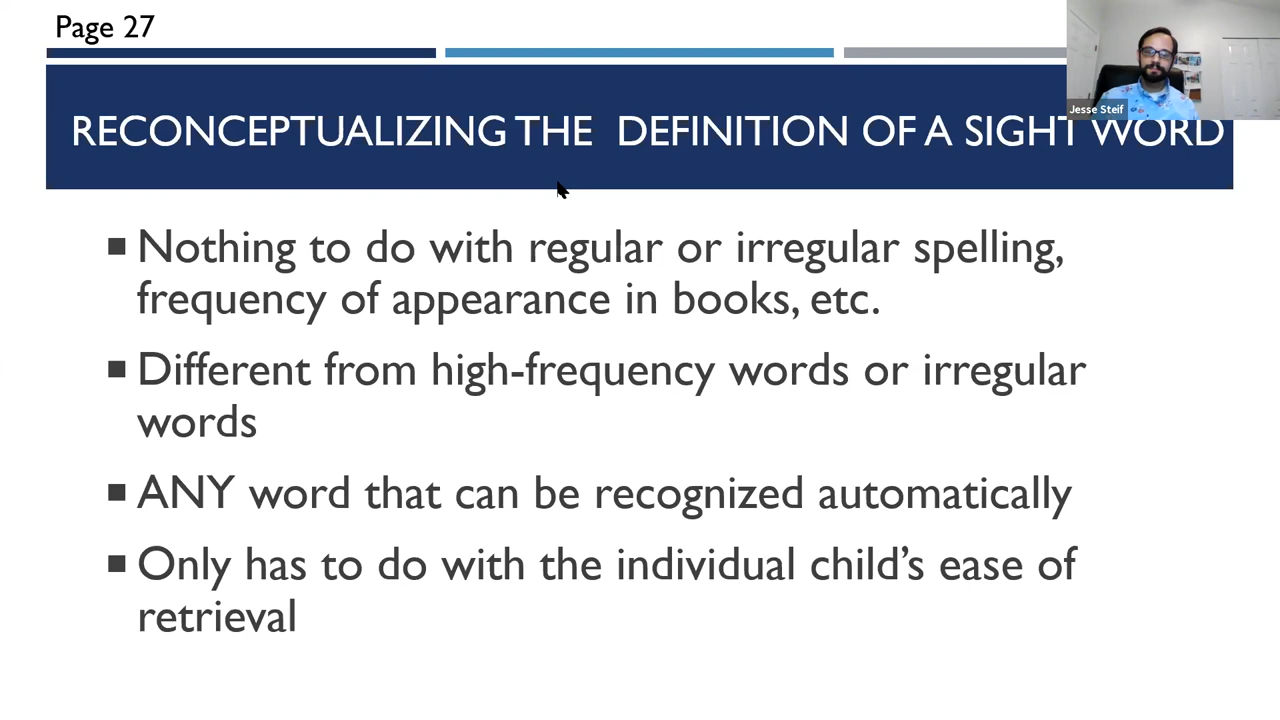 Page 27
Jesse Steif
RECONCEPTUALIZING THE DEFINITION OF A SIGHT WORD
Nothing to do with regular or irregular spelling,
frequency of appearance in books, etc.
Different from high-frequency words or irregular
words
ANY word that can be recognized automatically
Only has to do with the individual child’s ease of
retrieval